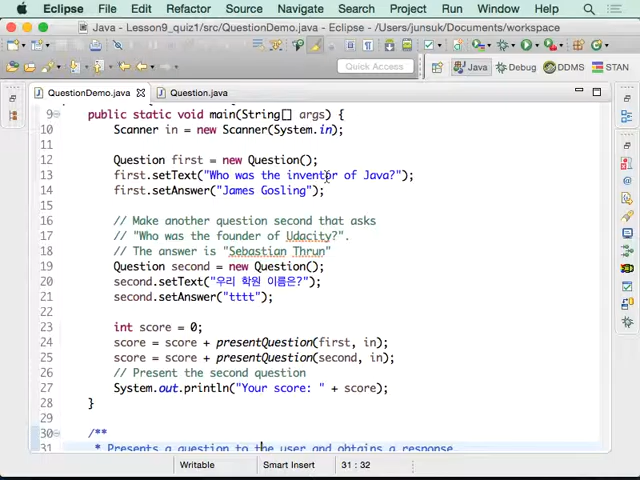 Eclipse File Edit Refactor Source Navigate Search Project Run Window Help
Java - Lesson9_quiz1/src/QuestionDemo.java - Eclipse - /Users/junsuk/Documents/workspace
Quick Access Java Debug DDMS STAN
QuestionDemo.java Question.java
9 public static void main(String[] args) {
10 Scanner in = new Scanner(System.in);
11
12 Question first = new Question();
13 first.setText("Who was the inventor of Java?");
14 first.setAnswer("James Gosling");
15
16 // Make another question second that asks
17 // "Who was the founder of Udacity?".
18 // The answer is "Sebastian Thrun"
19 Question second = new Question();
20 second.setText("우리 학원 이름은?");
21 second.setAnswer("tttt");
22
23 int score = 0;
24 score = score + presentQuestion(first, in);
25 score = score + presentQuestion(second, in);
26 // Present the second question
27 System.out.println("Your score: " + score);
28 }
29
30 /**
31 * Presents a question to the user and obtains a response.
Writable Smart Insert 31 : 32